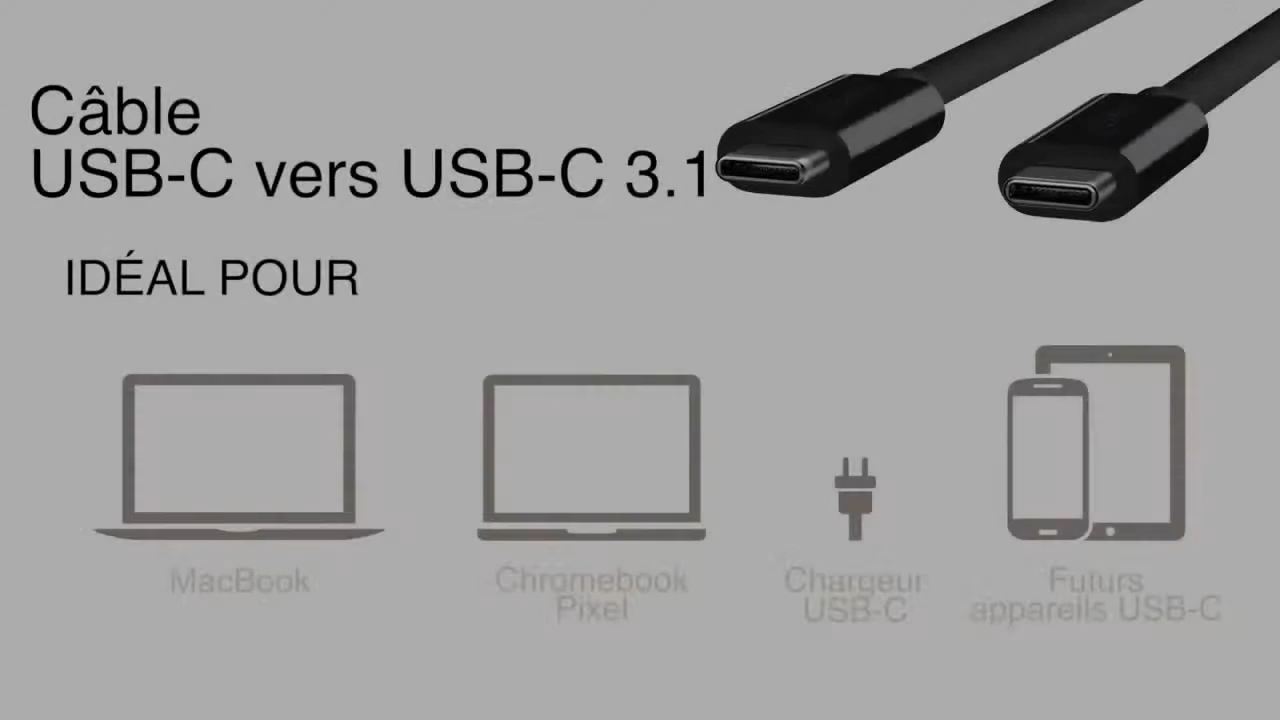 Câble
USB-C vers USB-C 3.1
IDÉAL POUR
MacBook
Chromebook
Pixel
Chargeur
USB-C
Futurs
appareils USB-C